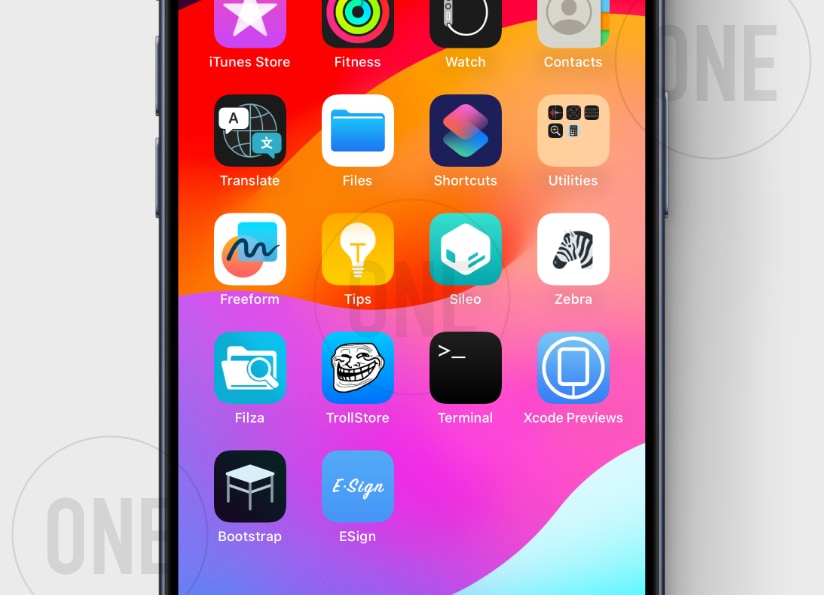 ONE
iTunes Store
Fitness
Watch
Contacts
A
文
Translate
Files
Shortcuts
Utilities
Freeform
T
Tips
ONE
Sileo
Zebra
>_
Filza
TrollStore
Terminal
Xcode Previews
E·Sign
ONE
Bootstrap
ESign